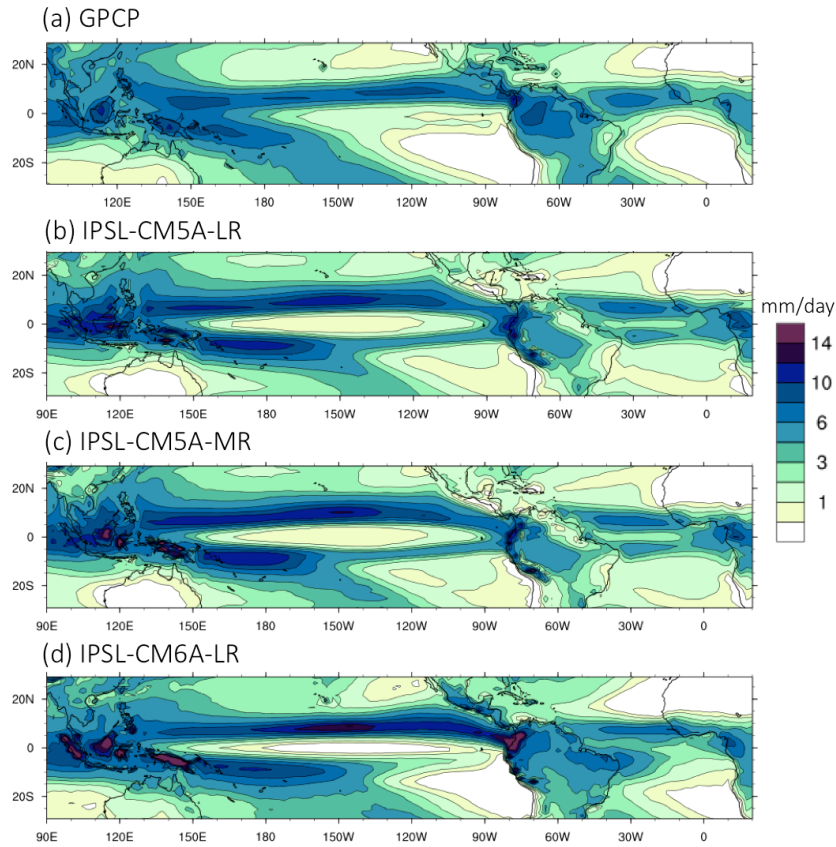 (a) GPCP
20N
0
20S
120E 150E 180 150W 120W 90W 60W 30W 0
(b) IPSL-CM5A-LR
20N
0
20S
90E 120E 150E 180 150W 120W 90W 60W 30W 0
mm/day
14
10
6
3
1
(c) IPSL-CM5A-MR
20N
0
20S
90E 120E 150E 180 150W 120W 90W 60W 30W 0
(d) IPSL-CM6A-LR
20N
0
20S
90E 120E 150E 180 150W 120W 90W 60W 30W 0